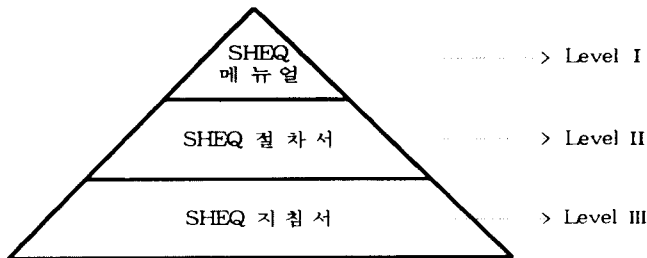 SHEQ
메 뉴 얼
> Level I
SHEQ 절 차 서
> Level II
SHEQ 지 침 서
> Level III